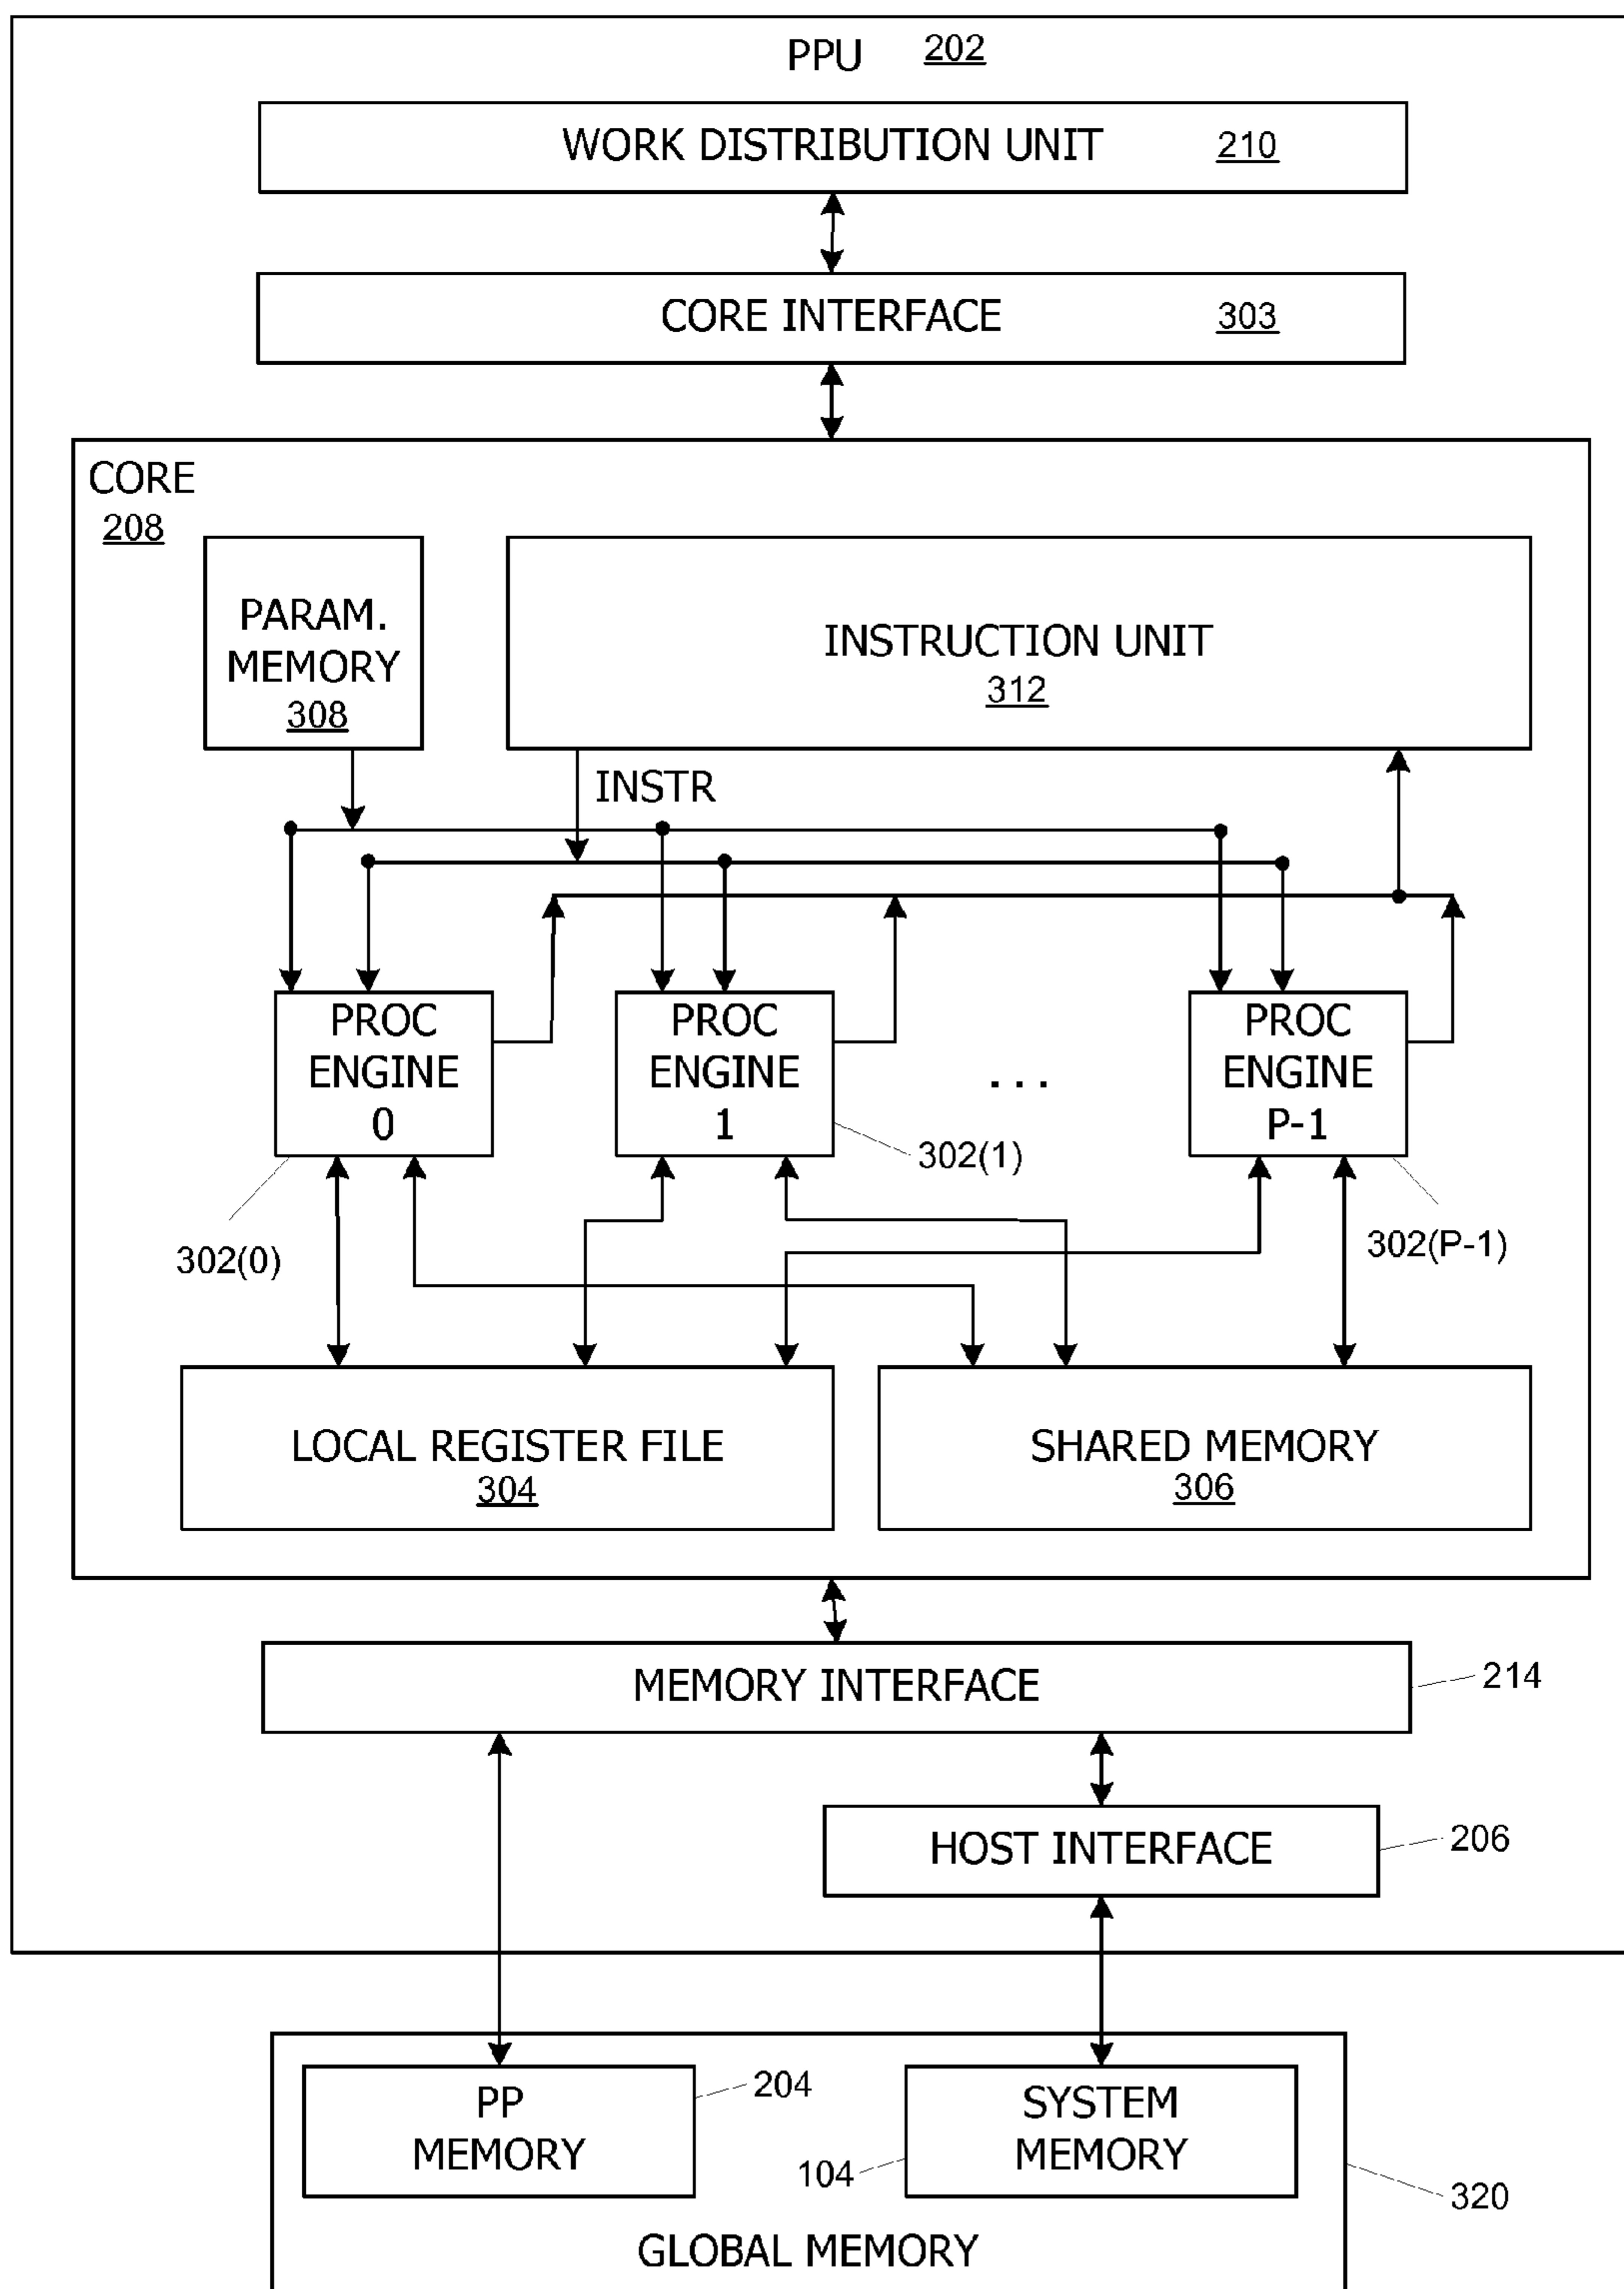 PPU 202
WORK DISTRIBUTION UNIT 210
CORE INTERFACE 303
CORE
208
PARAM.
MEMORY
308
INSTRUCTION UNIT
312
INSTR
PROC
ENGINE
0
PROC
ENGINE
1
. . .
PROC
ENGINE
P-1
302(0)
302(1)
302(P-1)
LOCAL REGISTER FILE
304
SHARED MEMORY
306
MEMORY INTERFACE
214
HOST INTERFACE
206
PP
MEMORY
204
SYSTEM
MEMORY
104
320
GLOBAL MEMORY